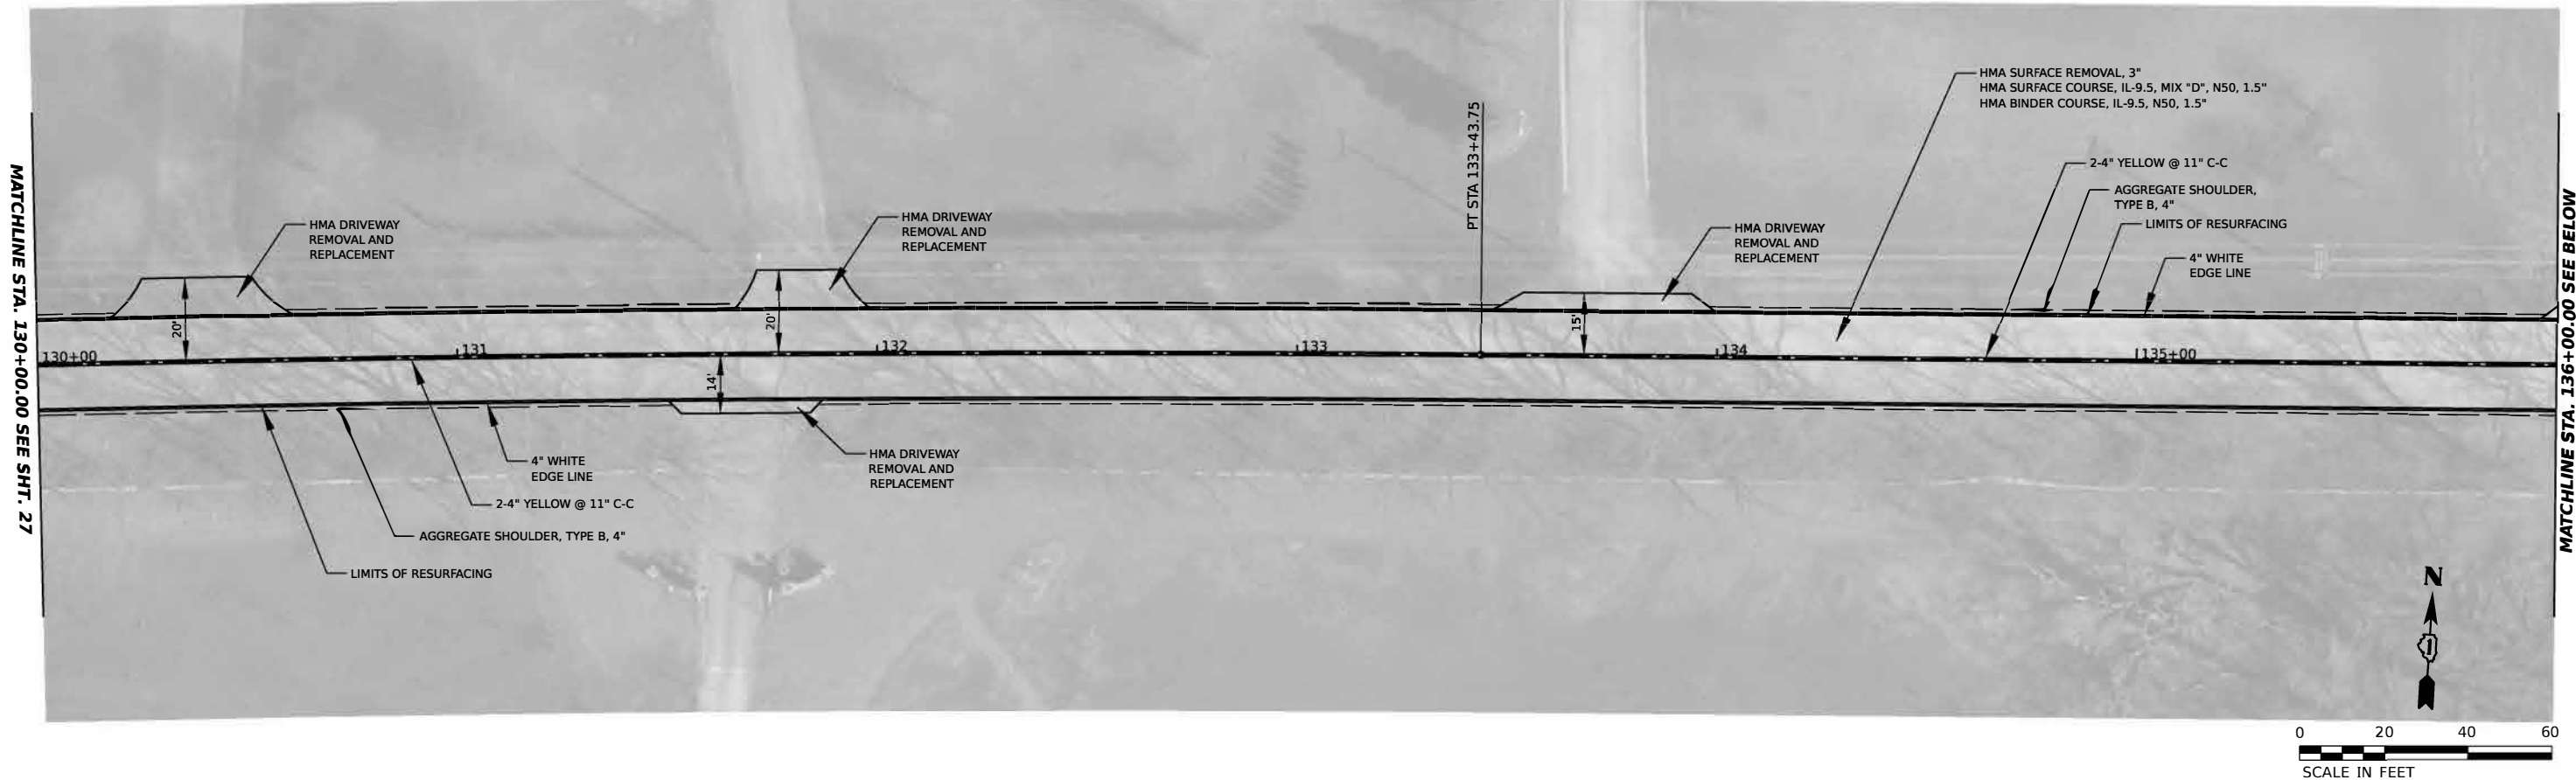 HMA SURFACE REMOVAL, 3"
HMA SURFACE COURSE, IL-9.5, MIX "D", N50, 1.5"
HMA BINDER COURSE, IL-9.5, N50, 1.5"
PT STA 133+43.75
2-4" YELLOW @ 11" C-C
AGGREGATE SHOULDER,
TYPE B, 4"
LIMITS OF RESURFACING
4" WHITE
EDGE LINE
MATCHLINE STA. 130+00.00 SEE SHT. 27
HMA DRIVEWAY
REMOVAL AND
REPLACEMENT
HMA DRIVEWAY
REMOVAL AND
REPLACEMENT
HMA DRIVEWAY
REMOVAL AND
REPLACEMENT
MATCHLINE STA. 136+00.00 SEE BELOW
20'
20'
15'
130+00
131
132
133
134
135+00
14'
4" WHITE
EDGE LINE
2-4" YELLOW @ 11" C-C
AGGREGATE SHOULDER, TYPE B, 4"
LIMITS OF RESURFACING
HMA DRIVEWAY
REMOVAL AND
REPLACEMENT
N
1
0 20 40 60
SCALE IN FEET